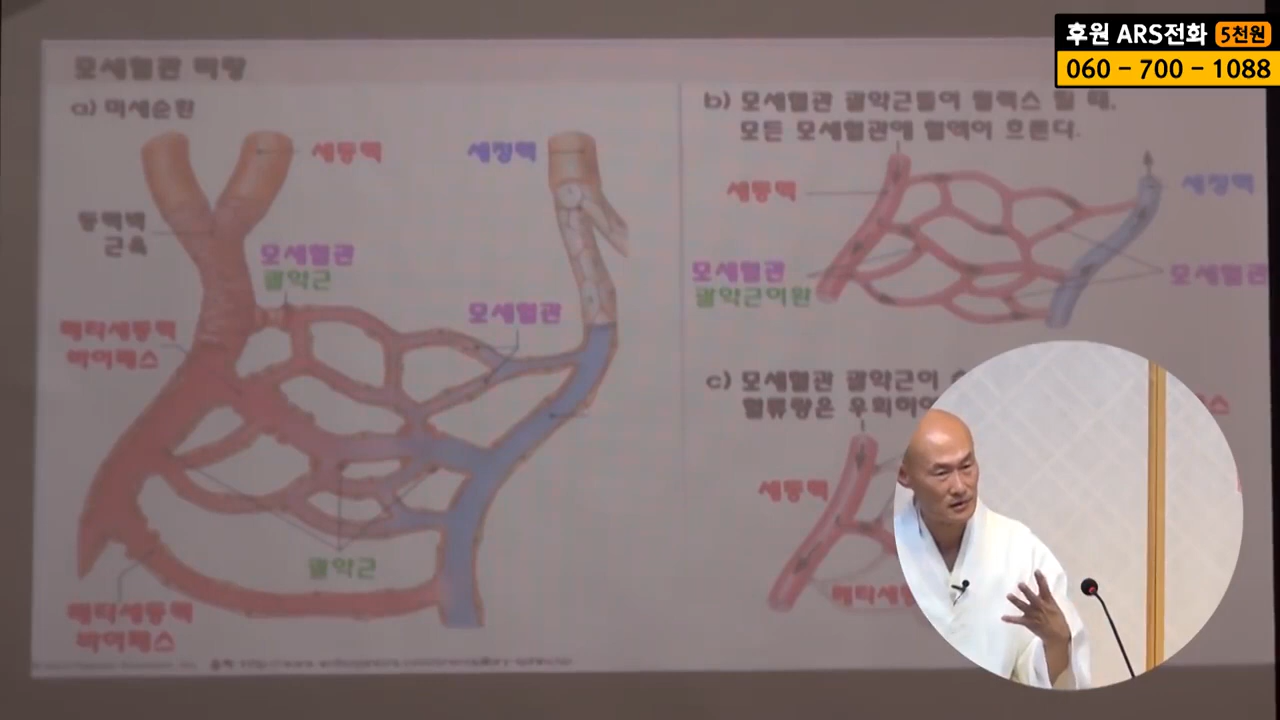 후원 ARS전화 5천원
060 - 700 - 1088
모세혈관
a) 미세순환
세동맥
세정맥
동맥벽
근육
모세혈관
괄약근
모세혈관
메타세동맥
바이패스
괄약근
메타세동맥
바이패스
출처
b) 모세혈관 괄약근들이 릴렉스 될 때,
모든 모세혈관에 혈액이 흐른다.
세동맥
세정맥
모세혈관
괄약근이완
모세혈관
c) 모세혈관 괄약근이
혈류량은 우회하여
세동맥
메타세동